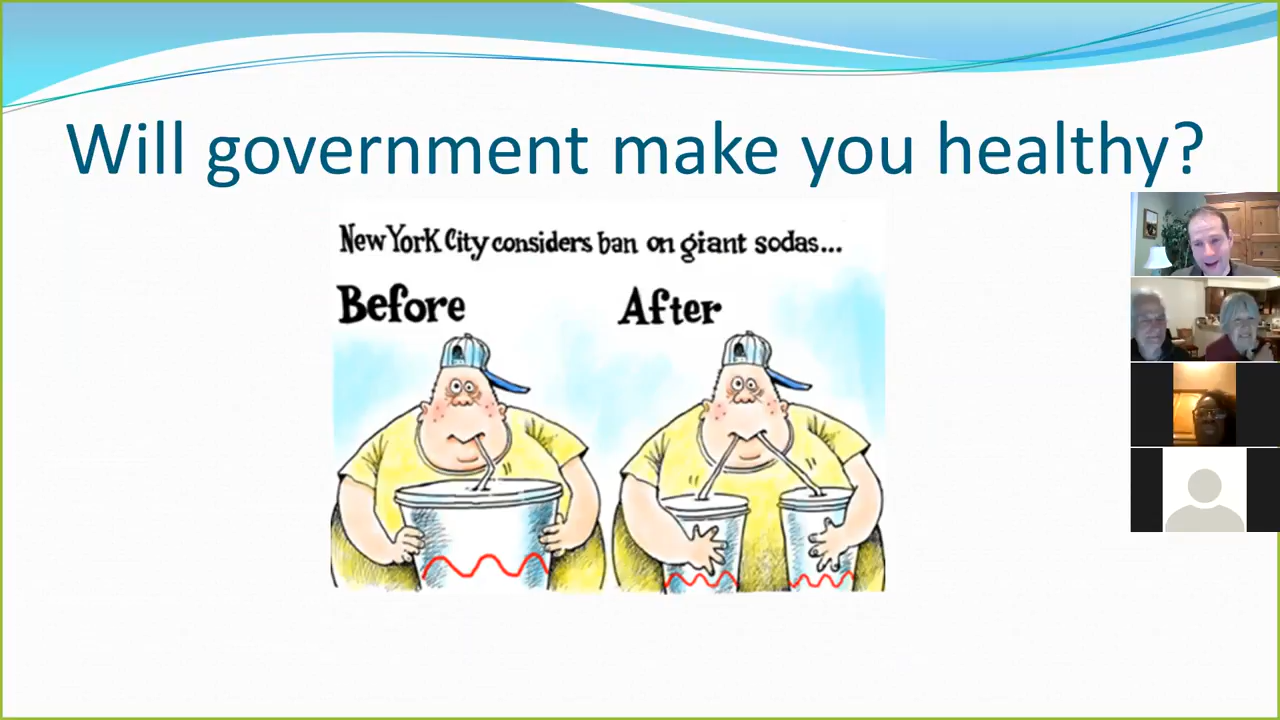 Will government make you healthy?
New York City considers ban on giant sodas...
Before After